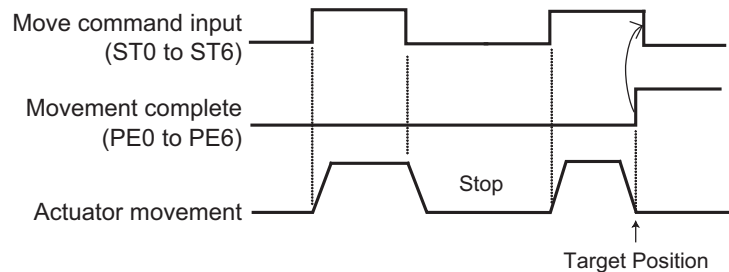 Move command input
(ST0 to ST6)
Movement complete
(PE0 to PE6)
Stop
Actuator movement
Target Position